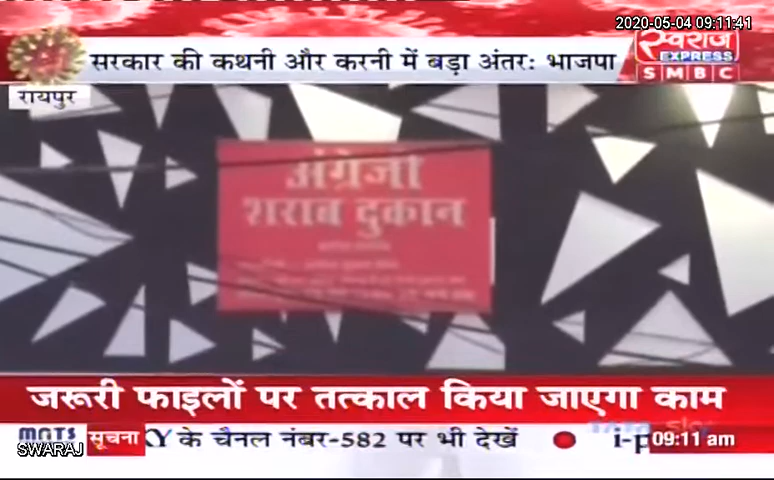 2020-05-04 09:11:41
स्वराज
EXPRESS
SMBC
सरकार की कथनी और करनी में बड़ा अंतर: भाजपा
रायपुर
अंग्रेजी
शराब दुकान
जरूरी फाइलों पर तत्काल किया जाएगा काम
सूचना
के चैनल नंबर-582 पर भी देखें
09:11 am
SWARAJ